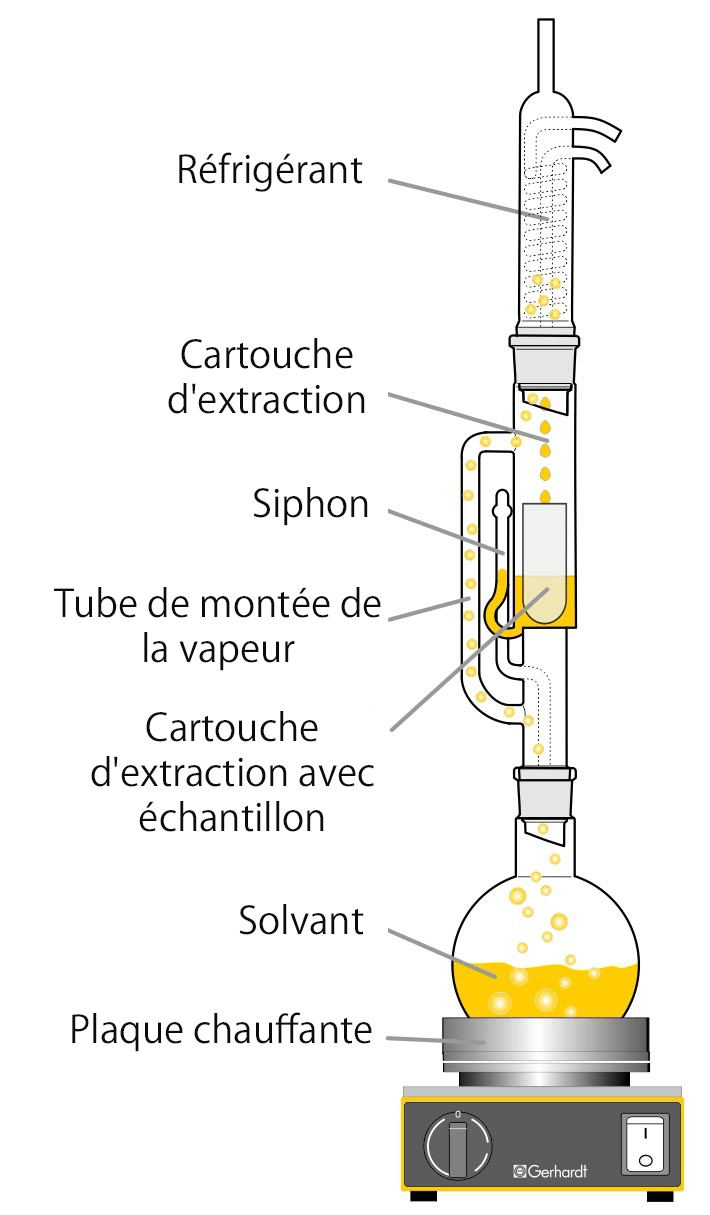 Réfrigérant
Cartouche
d'extraction
Siphon
Tube de montée de
la vapeur
Cartouche
d'extraction avec
échantillon
Solvant
Plaque chauffante
0
I
O
Gerhardt